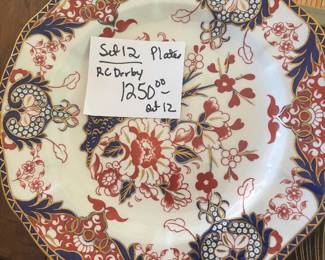 Set 12 Plates
RC Derby
1250.00
Set 12